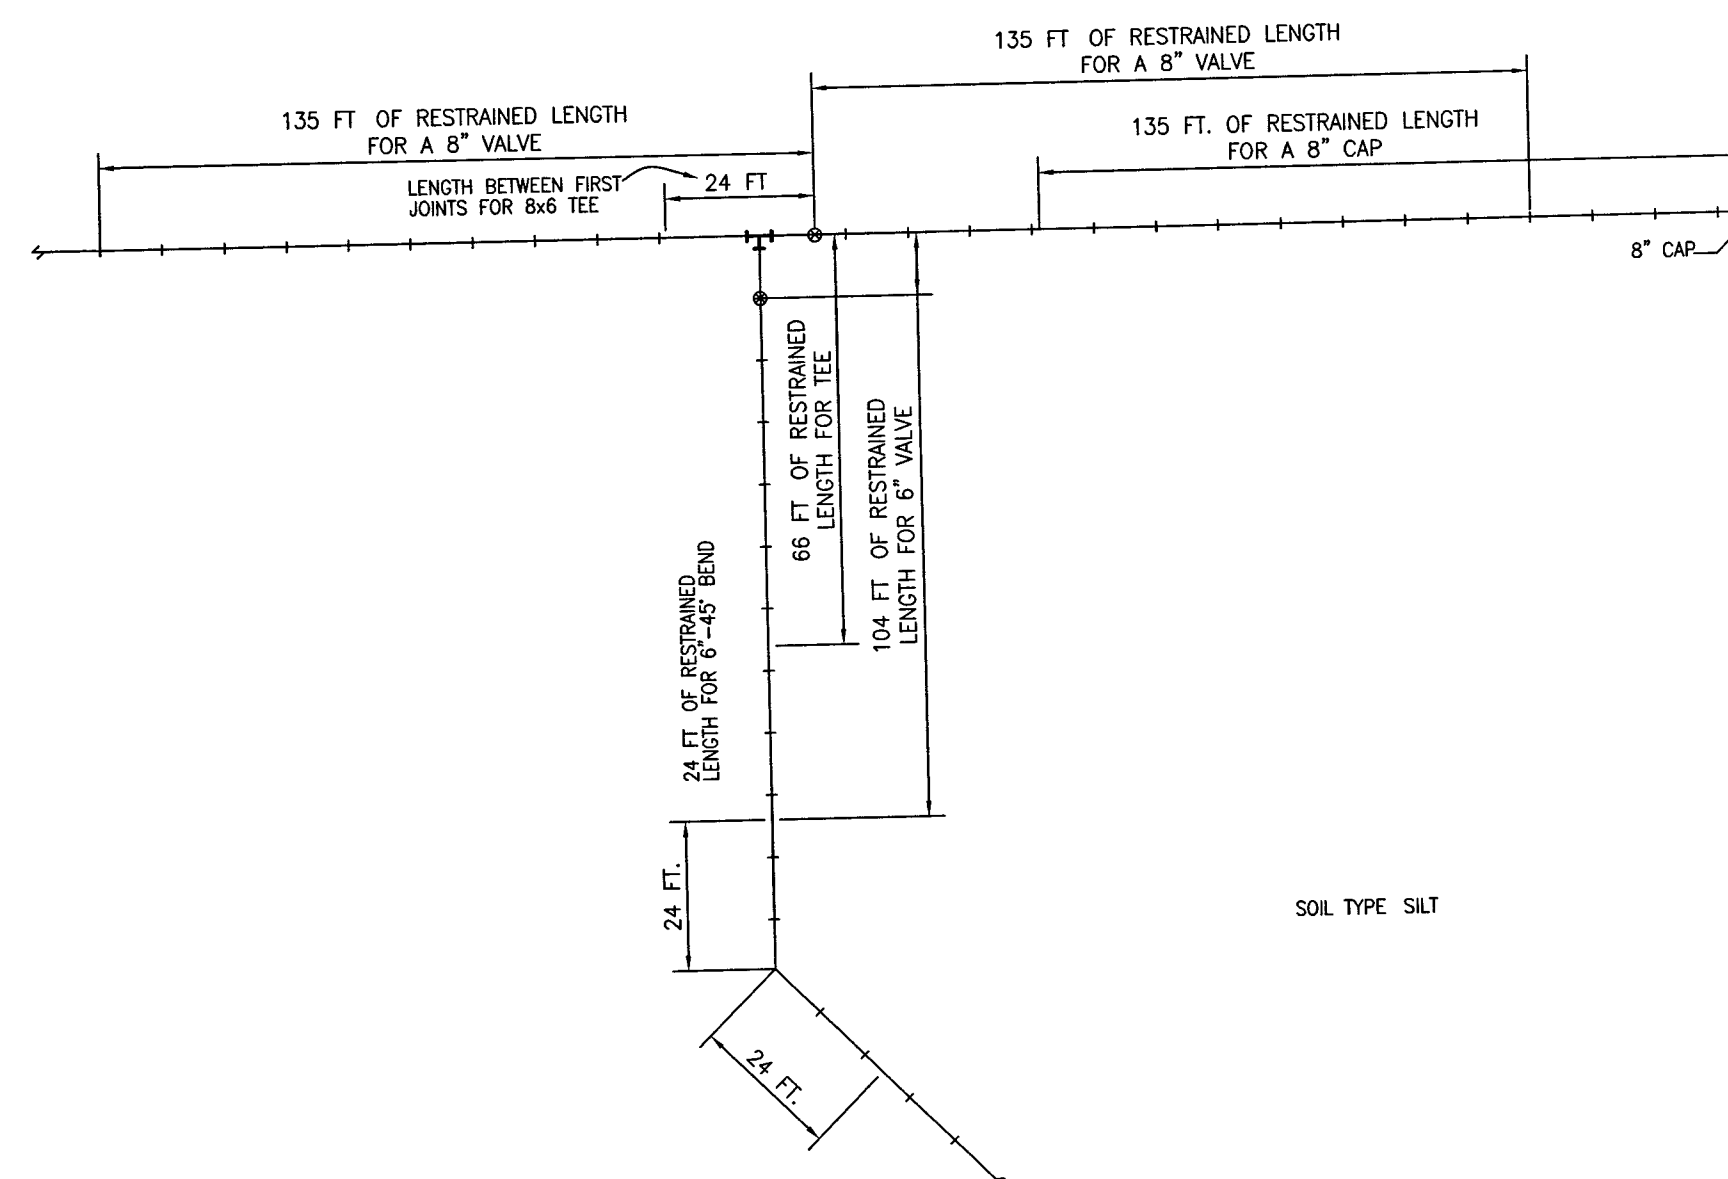 135 FT OF RESTRAINED LENGTH
FOR A 8" VALVE
135 FT OF RESTRAINED LENGTH
FOR A 8" VALVE
135 FT. OF RESTRAINED LENGTH
FOR A 8" CAP
LENGTH BETWEEN FIRST
JOINTS FOR 8x6 TEE
24 FT
8" CAP
66 FT OF RESTRAINED
LENGTH FOR TEE
104 FT OF RESTRAINED
LENGTH FOR 6" VALVE
24 FT OF RESTRAINED
LENGTH FOR 6"-45° BEND
24 FT.
SOIL TYPE SILT
24 FT.